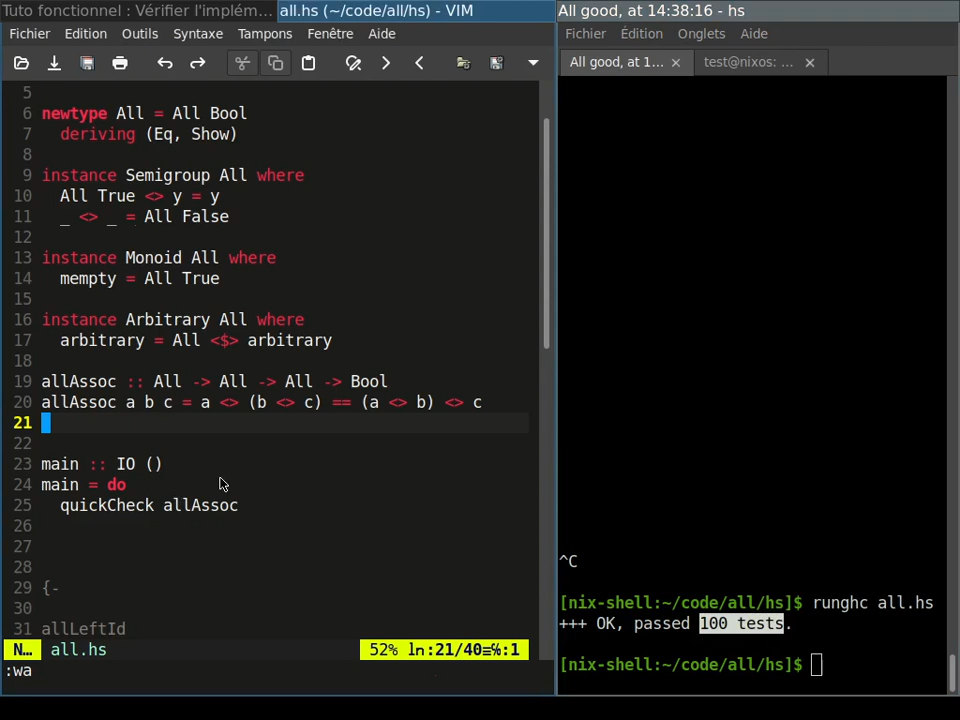 Tuto fonctionnel : Vérifier l'implém...
all.hs (~/code/all/hs) - VIM
Fichier Edition Outils Syntaxe Tampons Fenêtre Aide
5
6 newtype All = All Bool
7 deriving (Eq, Show)
8
9 instance Semigroup All where
10 All True <> y = y
11 _ <> _ = All False
12
13 instance Monoid All where
14 mempty = All True
15
16 instance Arbitrary All where
17 arbitrary = All <$> arbitrary
18
19 allAssoc :: All -> All -> All -> Bool
20 allAssoc a b c = a <> (b <> c) == (a <> b) <> c
21
22
23 main :: IO ()
24 main = do
25 quickCheck allAssoc
26
27
28
29 {-
30
31 allLeftId
N… all.hs 52% ln:21/40≡℅:1
:wa
All good, at 14:38:16 - hs
Fichier Édition Onglets Aide
All good, at 1... × test@nixos: ... ×
^C
[nix-shell:~/code/all/hs]$ runghc all.hs
+++ OK, passed 100 tests.
[nix-shell:~/code/all/hs]$